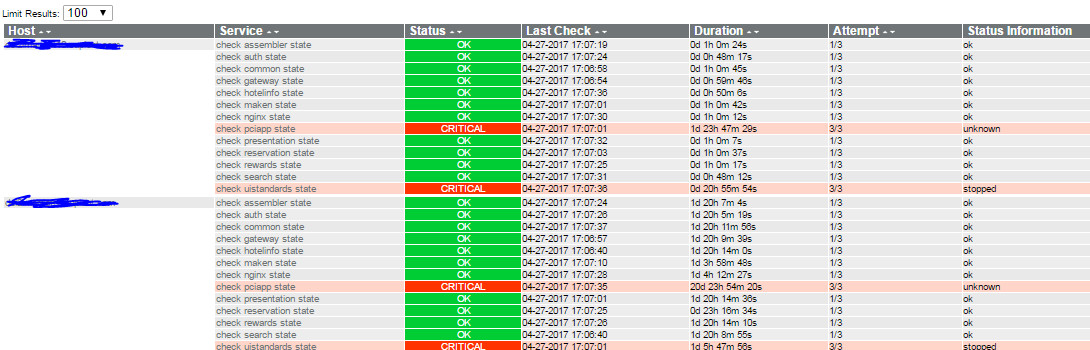 Limit Results: 100
Host Service Status Last Check Duration Attempt Status Information
check assembler state OK 04-27-2017 17:07:19 0d 1h 0m 24s 1/3 ok
check auth state OK 04-27-2017 17:07:24 0d 0h 48m 17s 1/3 ok
check common state OK 04-27-2017 17:06:58 0d 1h 0m 45s 1/3 ok
check gateway state OK 04-27-2017 17:06:54 0d 0h 59m 46s 1/3 ok
check hotelinfo state OK 04-27-2017 17:07:36 0d 0h 50m 6s 1/3 ok
check maken state OK 04-27-2017 17:07:01 0d 1h 0m 42s 1/3 ok
check nginx state OK 04-27-2017 17:07:30 0d 1h 0m 12s 1/3 ok
check pciapp state CRITICAL 04-27-2017 17:07:01 1d 23h 47m 29s 3/3 unknown
check presentation state OK 04-27-2017 17:07:32 0d 1h 0m 7s 1/3 ok
check reservation state OK 04-27-2017 17:07:03 0d 1h 0m 37s 1/3 ok
check rewards state OK 04-27-2017 17:07:25 0d 1h 0m 17s 1/3 ok
check search state OK 04-27-2017 17:07:31 0d 0h 48m 12s 1/3 ok
check uistandards state CRITICAL 04-27-2017 17:07:36 0d 20h 55m 54s 3/3 stopped
check assembler state OK 04-27-2017 17:07:24 1d 20h 7m 4s 1/3 ok
check auth state OK 04-27-2017 17:07:26 1d 20h 5m 19s 1/3 ok
check common state OK 04-27-2017 17:07:37 1d 20h 11m 56s 1/3 ok
check gateway state OK 04-27-2017 17:06:57 1d 20h 9m 39s 1/3 ok
check hotelinfo state OK 04-27-2017 17:06:40 1d 20h 14m 0s 1/3 ok
check maken state OK 04-27-2017 17:07:10 1d 3h 58m 48s 1/3 ok
check nginx state OK 04-27-2017 17:07:28 1d 4h 12m 27s 1/3 ok
check pciapp state CRITICAL 04-27-2017 17:07:35 20d 23h 54m 20s 3/3 unknown
check presentation state OK 04-27-2017 17:07:01 1d 20h 14m 36s 1/3 ok
check reservation state OK 04-27-2017 17:07:25 0d 23h 16m 34s 1/3 ok
check rewards state OK 04-27-2017 17:07:26 1d 20h 14m 10s 1/3 ok
check search state OK 04-27-2017 17:06:40 1d 20h 8m 55s 1/3 ok
check uistandards state CRITICAL 04-27-2017 17:07:01 1d 5h 47m 56s 3/3 stopped